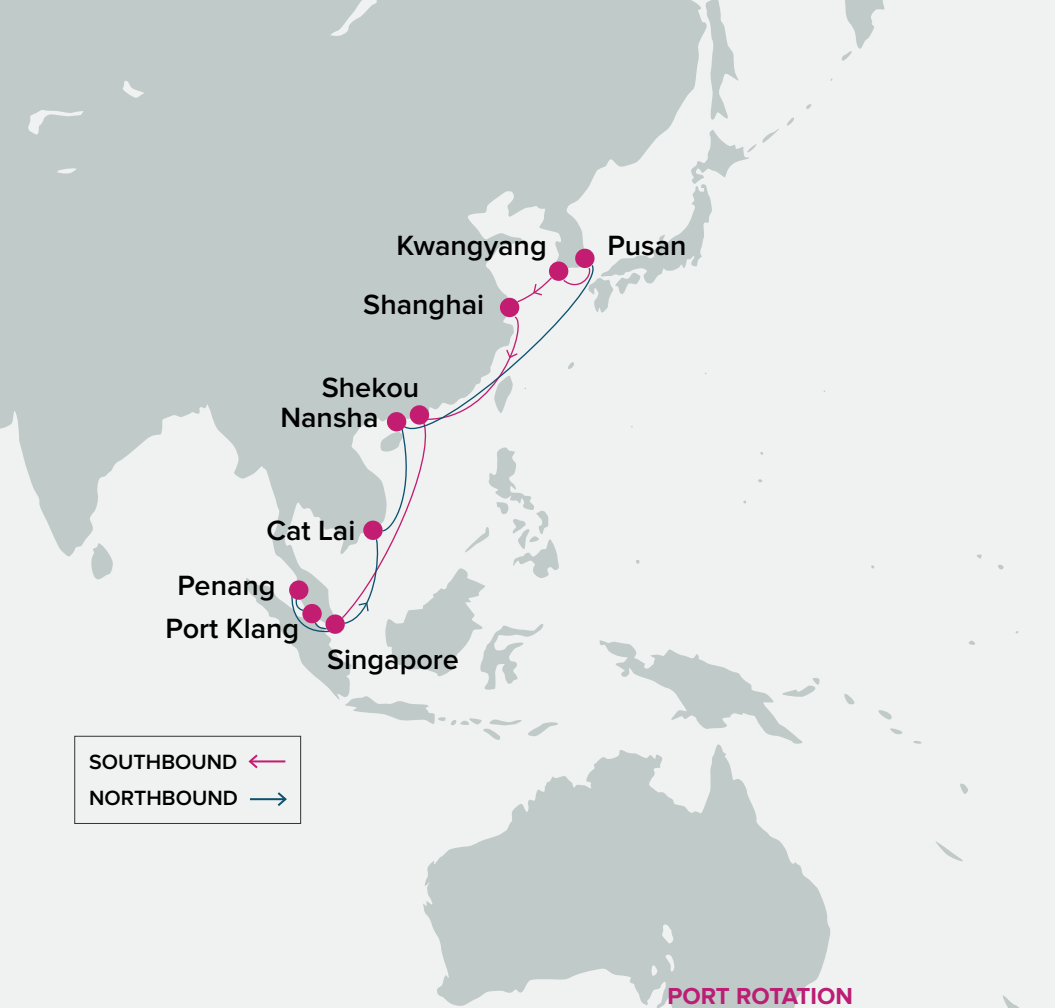 Kwangyang
Pusan
Shanghai
Shekou
Nansha
Cat Lai
Penang
Port Klang
Singapore
SOUTHBOUND
NORTHBOUND
PORT ROTATION